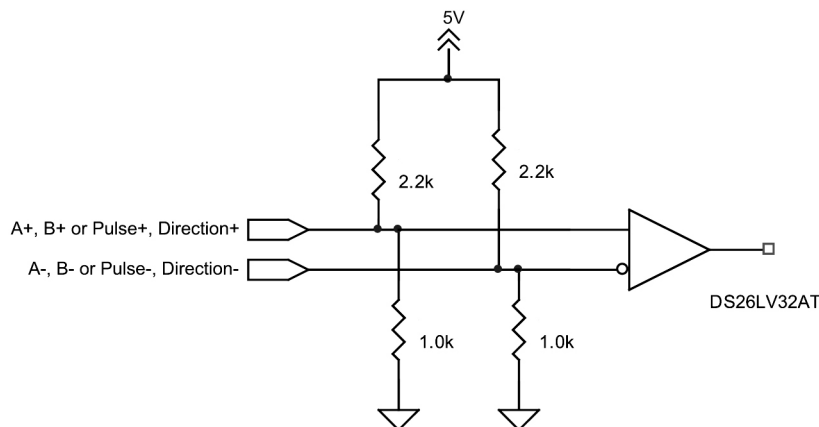 5V
2.2k
2.2k
A+, B+ or Pulse+, Direction+
A-, B- or Pulse-, Direction-
DS26LV32AT
1.0k
1.0k